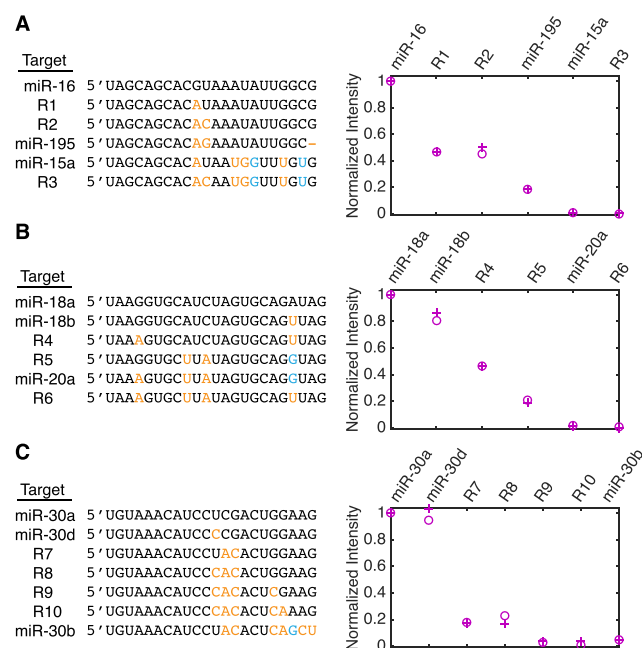 A
Target
miR-16 5′UAGCAGCACGUAAAUAUUGGCG
R1 5′UAGCAGCACAUAAAUAUUGGCG
R2 5′UAGCAGCACACAAAUAUUGGCG
miR-195 5′UAGCAGCACAGAAAUAUUGGC-
miR-15a 5′UAGCAGCACAUAAUGGUUUGUG
R3 5′UAGCAGCACACAAUGGUUUGUG
miR-16 R1 R2 miR-195 miR-15a R3
Normalized Intensity
1
0.8
0.6
0.4
0.2
0
B
Target
miR-18a 5′UAAGGUGCAUCUAGUGCAGAUAG
miR-18b 5′UAAGGUGCAUCUAGUGCAGUUAG
R4 5′UAAAGUGCAUCUAGUGCAGUUAG
R5 5′UAAGGUGCUUAUAGUGCAGGUAG
miR-20a 5′UAAAGUGCUUAUAGUGCAGGUAG
R6 5′UAAAGUGCUUAUAGUGCAGUUAG
miR-18a miR-18b R4 R5 miR-20a R6
Normalized Intensity
1
0.8
0.6
0.4
0.2
0
C
Target
miR-30a 5′UGUAAACAUCCUCGACUGGAAG
miR-30d 5′UGUAAACAUCCCCGACUGGAAG
R7 5′UGUAAACAUCCUACACUGGAAG
R8 5′UGUAAACAUCCCACACUGGAAG
R9 5′UGUAAACAUCCCACACUCGAAG
R10 5′UGUAAACAUCCCACACUCAAAG
miR-30b 5′UGUAAACAUCCUACACUCAGCU
miR-30a miR-30d R7 R8 R9 R10 miR-30b
Normalized Intensity
1
0.8
0.6
0.4
0.2
0